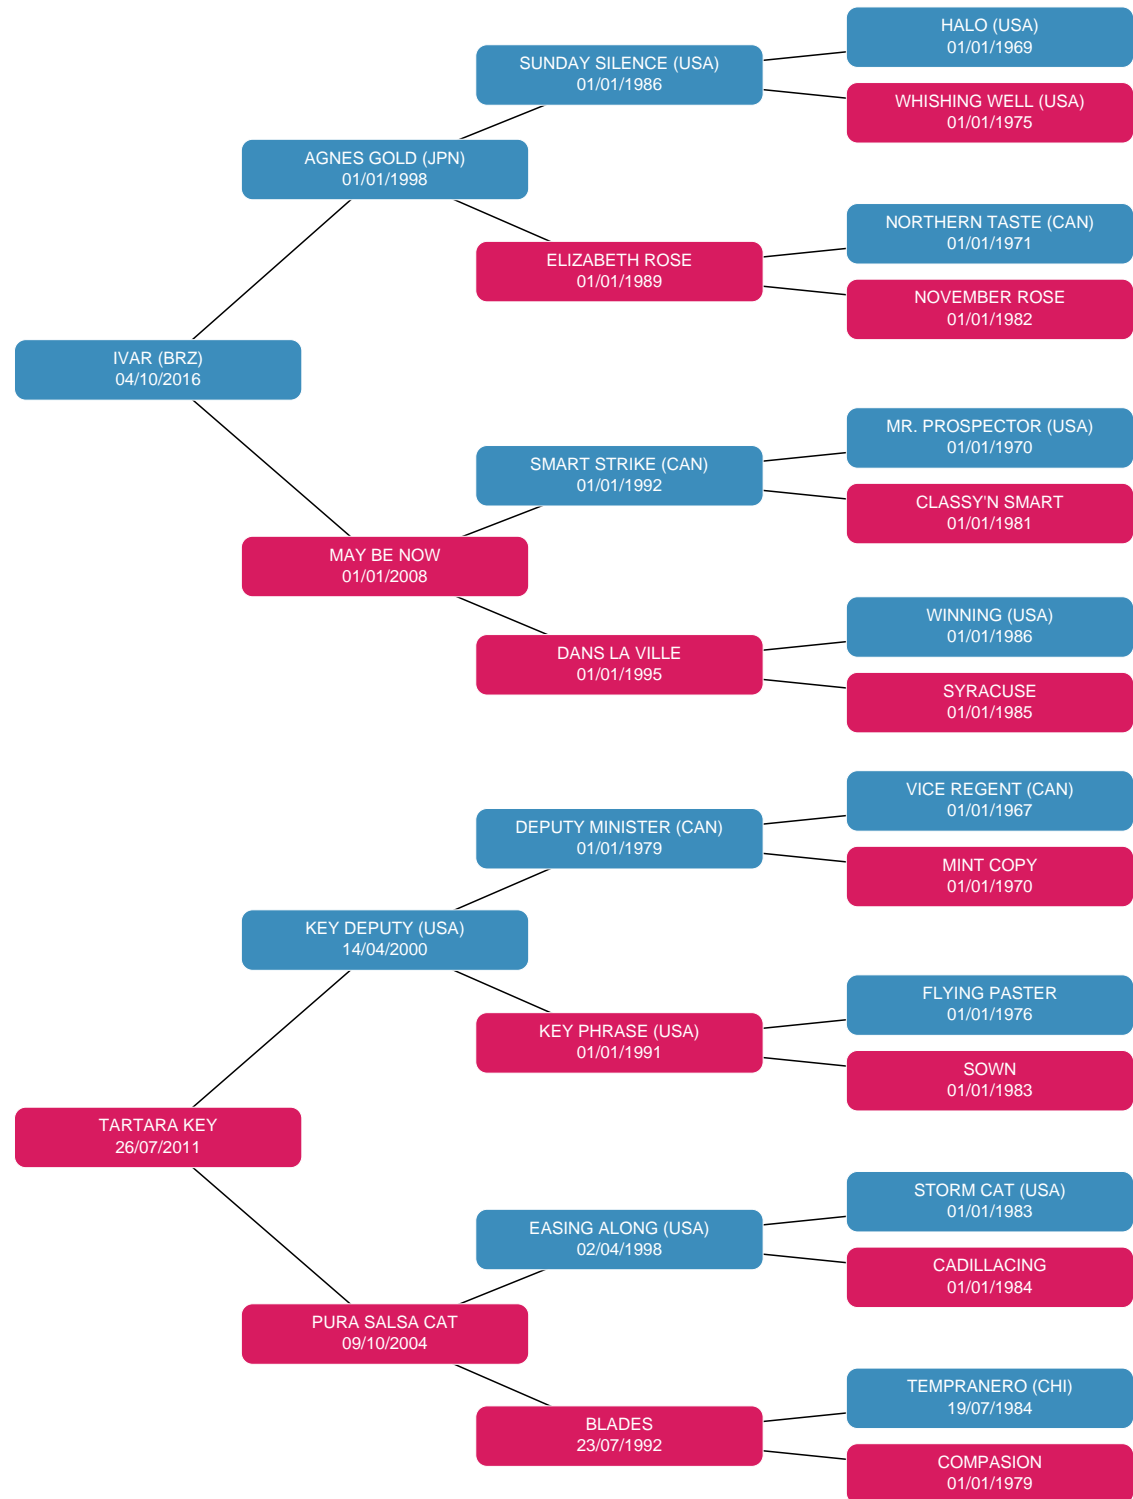 HALO (USA)
01/01/1969
SUNDAY SILENCE (USA)
01/01/1986
WHISHING WELL (USA)
01/01/1975
AGNES GOLD (JPN)
01/01/1998
NORTHERN TASTE (CAN)
01/01/1971
ELIZABETH ROSE
01/01/1989
NOVEMBER ROSE
01/01/1982
IVAR (BRZ)
04/10/2016
MR. PROSPECTOR (USA)
01/01/1970
SMART STRIKE (CAN)
01/01/1992
CLASSY'N SMART
01/01/1981
MAY BE NOW
01/01/2008
WINNING (USA)
01/01/1986
DANS LA VILLE
01/01/1995
SYRACUSE
01/01/1985
VICE REGENT (CAN)
01/01/1967
DEPUTY MINISTER (CAN)
01/01/1979
MINT COPY
01/01/1970
KEY DEPUTY (USA)
14/04/2000
FLYING PASTER
01/01/1976
KEY PHRASE (USA)
01/01/1991
SOWN
01/01/1983
TARTARA KEY
26/07/2011
STORM CAT (USA)
01/01/1983
EASING ALONG (USA)
02/04/1998
CADILLACING
01/01/1984
PURA SALSA CAT
09/10/2004
TEMPRANERO (CHI)
19/07/1984
BLADES
23/07/1992
COMPASION
01/01/1979